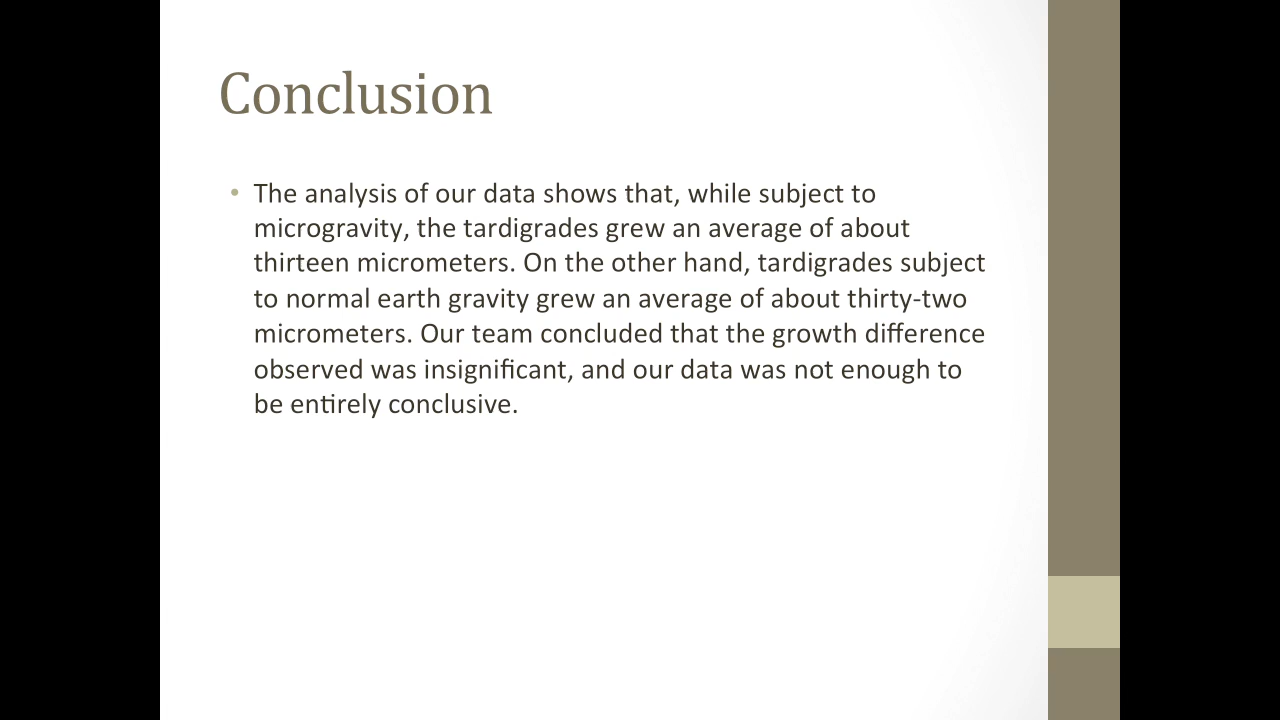 Conclusion
• The analysis of our data shows that, while subject to
microgravity, the tardigrades grew an average of about
thirteen micrometers. On the other hand, tardigrades subject
to normal earth gravity grew an average of about thirty-two
micrometers. Our team concluded that the growth difference
observed was insignificant, and our data was not enough to
be entirely conclusive.